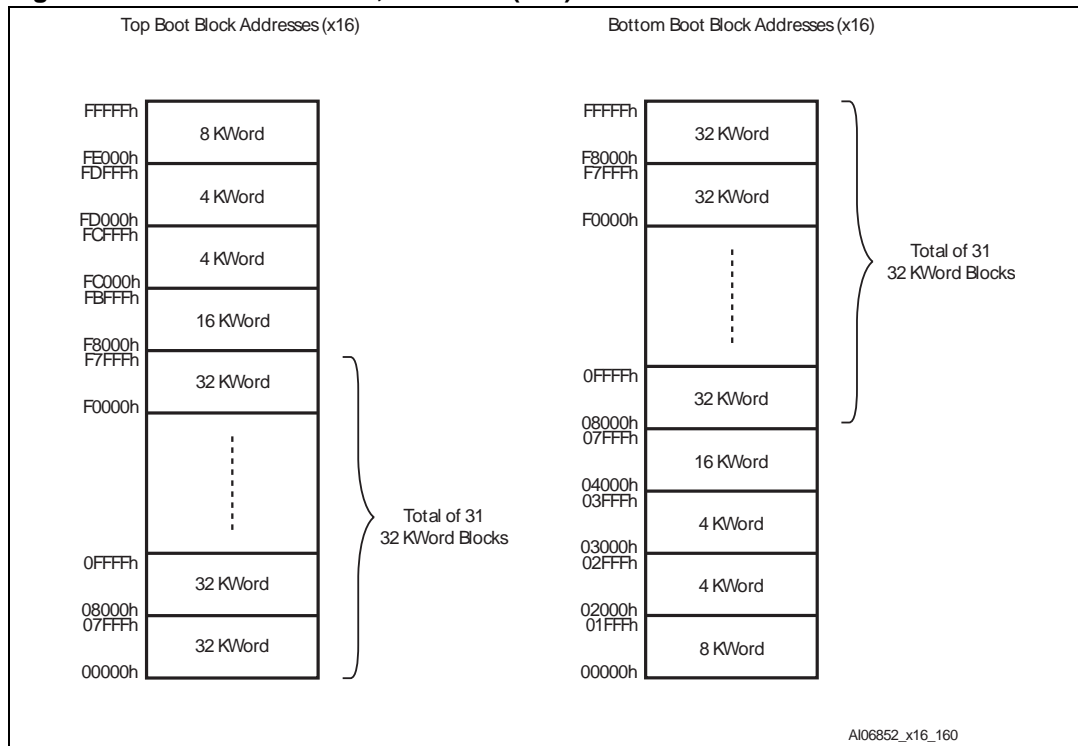 Top Boot Block Addresses (x16)
FFFFFh
8 KWord
FE000h
FDFFFh
4 KWord
FD000h
FCFFFh
4 KWord
FC000h
FBFFFh
16 KWord
F8000h
F7FFFh
32 KWord
F0000h
Total of 31
32 KWord Blocks
0FFFFh
32 KWord
08000h
07FFFh
32 KWord
00000h
Bottom Boot Block Addresses (x16)
FFFFFh
32 KWord
F8000h
F7FFFh
32 KWord
F0000h
Total of 31
32 KWord Blocks
0FFFFh
32 KWord
08000h
07FFFh
16 KWord
04000h
03FFFh
4 KWord
03000h
02FFFh
4 KWord
02000h
01FFFh
8 KWord
00000h
AI06852_x16_160